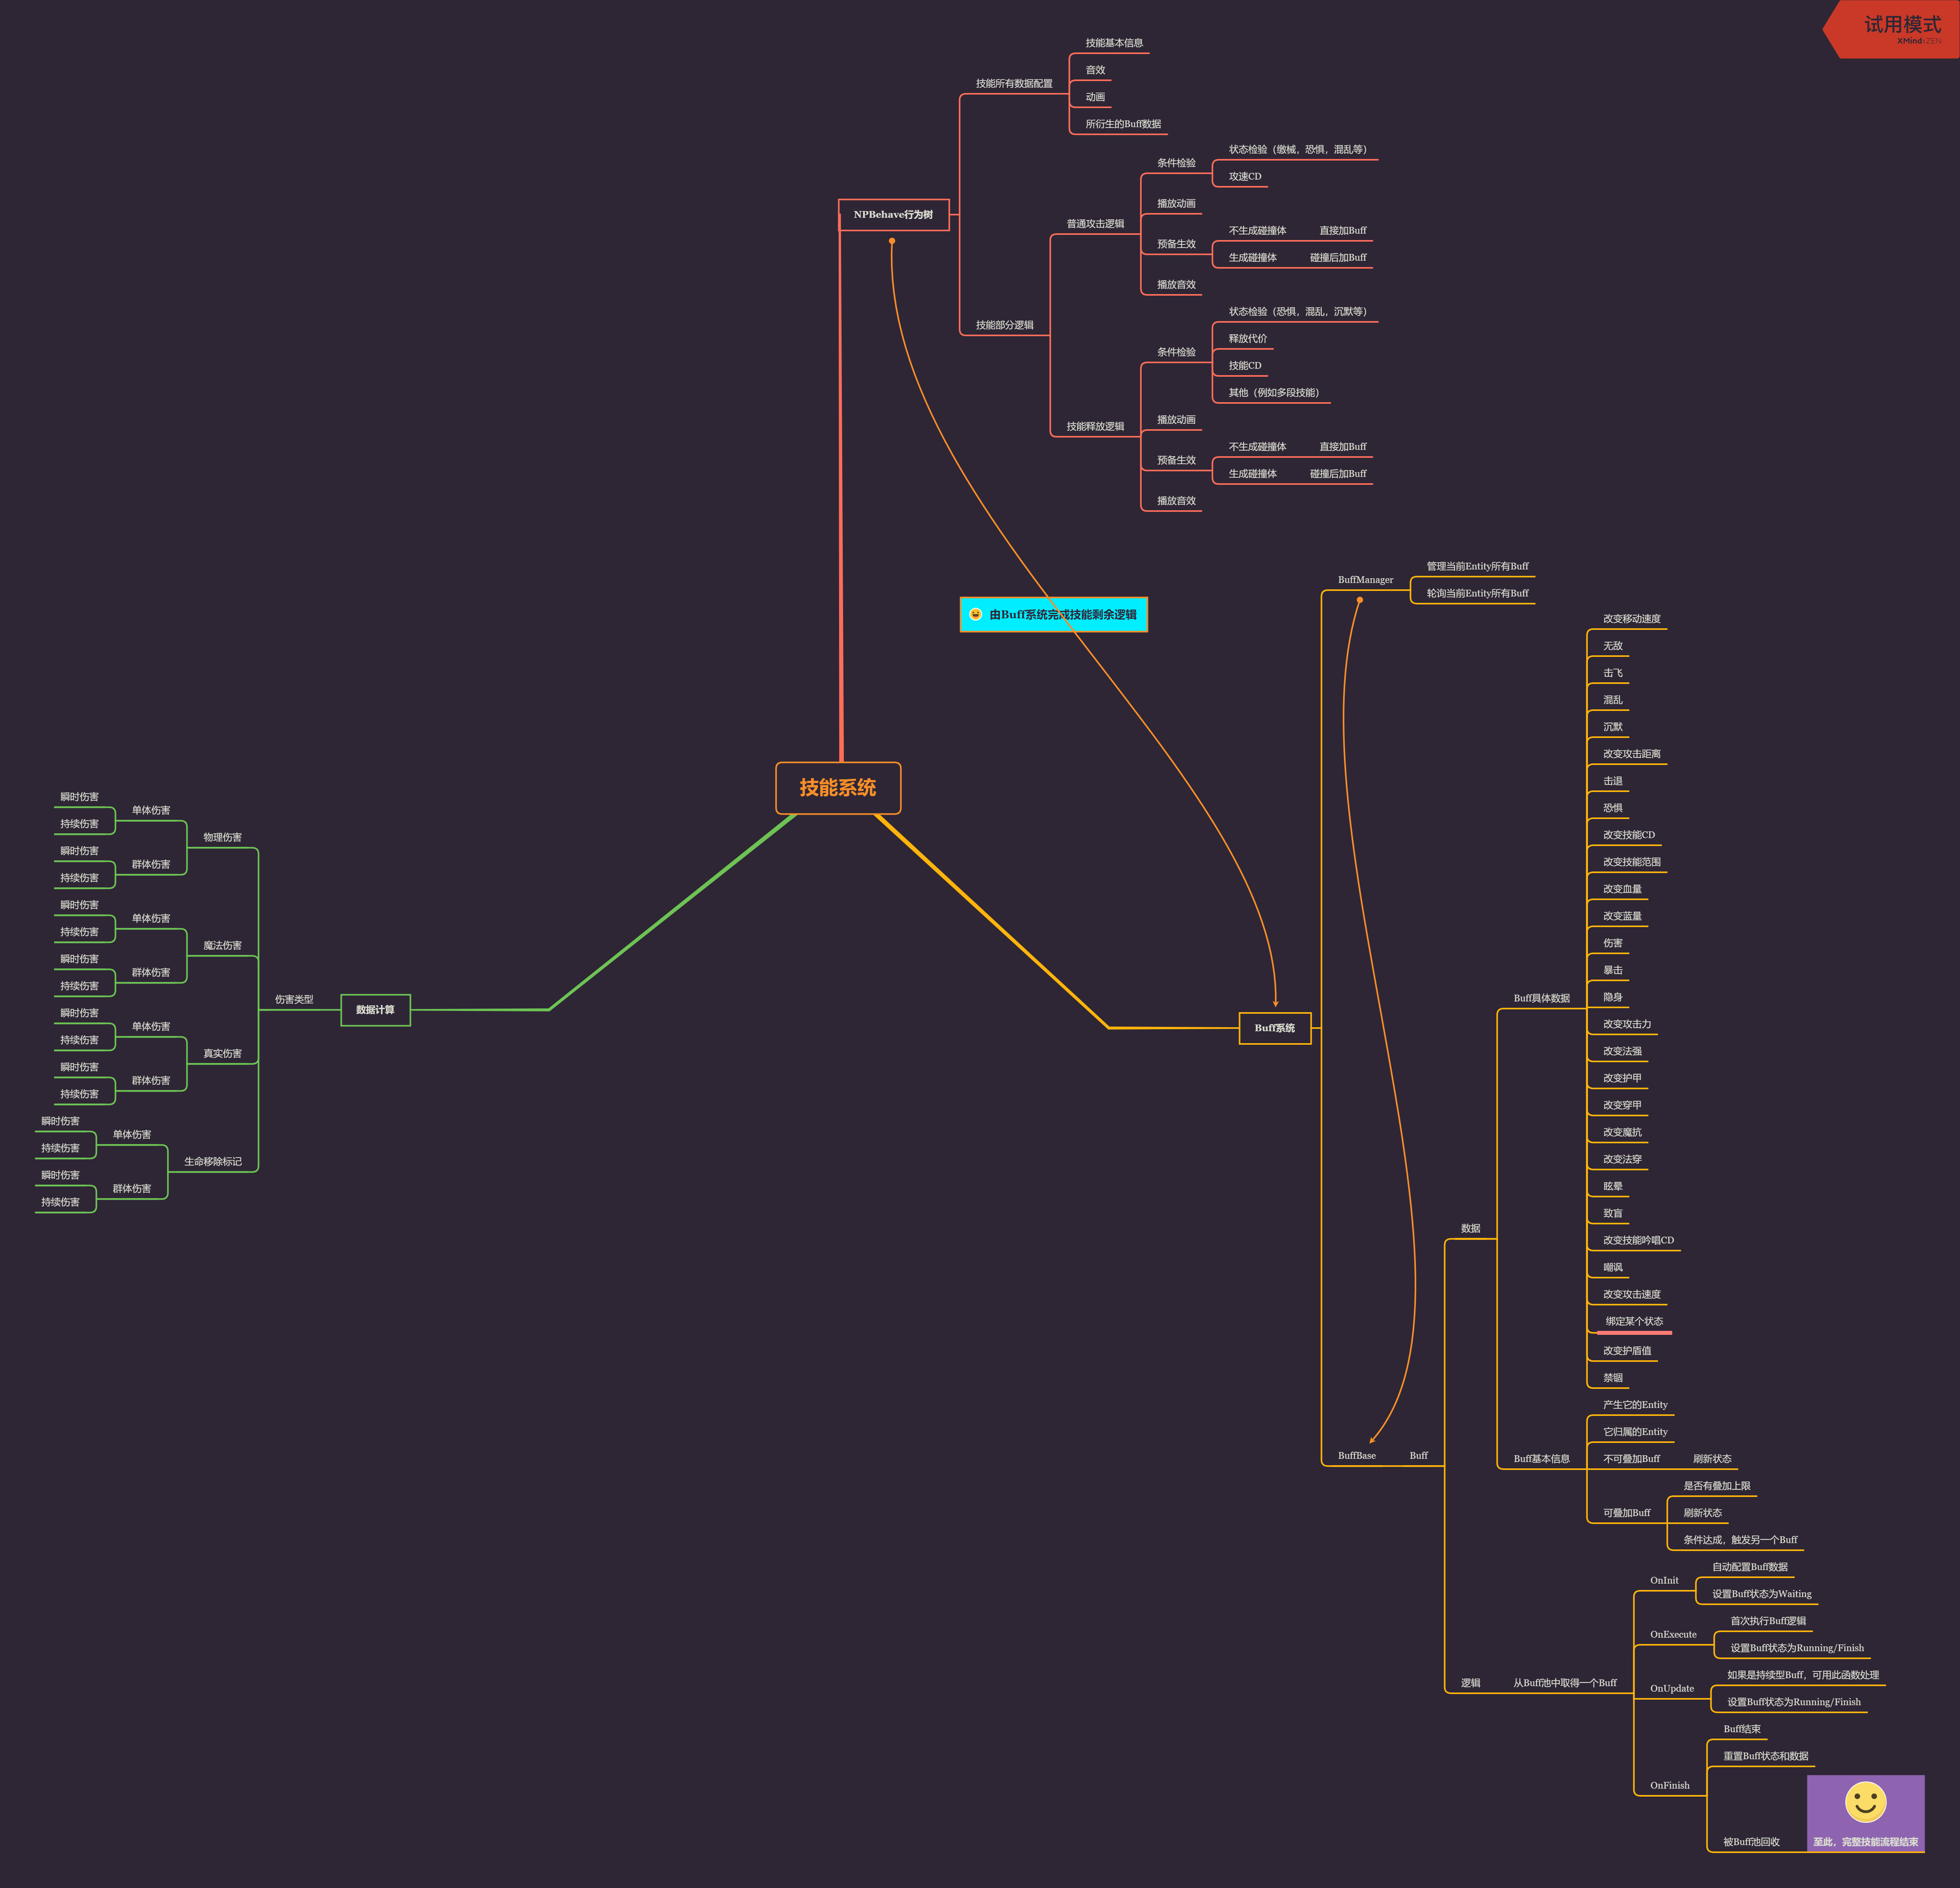 试用模式
XMind:ZEN
技能系统
NPBehave行为树
技能所有数据配置
技能基本信息
音效
动画
所衍生的Buff数据
技能部分逻辑
普通攻击逻辑
条件检验
状态检验（缴械，恐惧，混乱等）
攻速CD
播放动画
预备生效
不生成碰撞体
直接加Buff
生成碰撞体
碰撞后加Buff
播放音效
技能释放逻辑
条件检验
状态检验（恐惧，混乱，沉默等）
释放代价
技能CD
其他（例如多段技能）
播放动画
预备生效
不生成碰撞体
直接加Buff
生成碰撞体
碰撞后加Buff
播放音效
由Buff系统完成技能剩余逻辑
Buff系统
BuffManager
管理当前Entity所有Buff
轮询当前Entity所有Buff
BuffBase
Buff
数据
Buff具体数据
改变移动速度
无敌
击飞
混乱
沉默
改变攻击距离
击退
恐惧
改变技能CD
改变技能范围
改变血量
改变蓝量
伤害
暴击
隐身
改变攻击力
改变法强
改变护甲
改变穿甲
改变魔抗
改变法穿
眩晕
致盲
改变技能吟唱CD
嘲讽
改变攻击速度
绑定某个状态
改变护盾值
禁锢
Buff基本信息
产生它的Entity
它归属的Entity
不可叠加Buff
刷新状态
可叠加Buff
是否有叠加上限
刷新状态
条件达成，触发另一个Buff
逻辑
从Buff池中取得一个Buff
OnInit
自动配置Buff数据
设置Buff状态为Waiting
OnExecute
首次执行Buff逻辑
设置Buff状态为Running/Finish
OnUpdate
如果是持续型Buff，可用此函数处理
设置Buff状态为Running/Finish
OnFinish
Buff结束
重置Buff状态和数据
被Buff池回收
至此，完整技能流程结束
数据计算
伤害类型
物理伤害
单体伤害
瞬时伤害
持续伤害
群体伤害
瞬时伤害
持续伤害
魔法伤害
单体伤害
瞬时伤害
持续伤害
群体伤害
瞬时伤害
持续伤害
真实伤害
单体伤害
瞬时伤害
持续伤害
群体伤害
瞬时伤害
持续伤害
生命移除标记
单体伤害
瞬时伤害
持续伤害
群体伤害
瞬时伤害
持续伤害